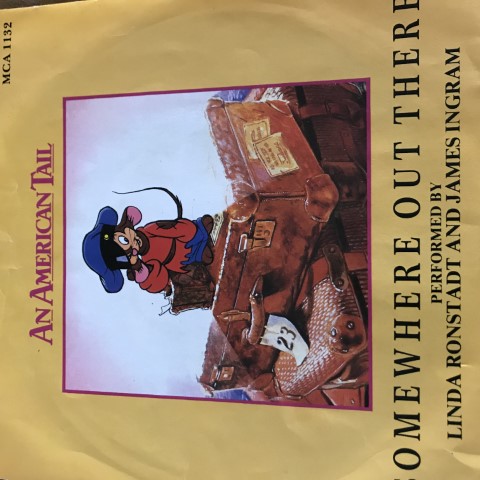 MCA 1132
AN AMERICAN TAIL
23
SOMEWHERE OUT THERE
PERFORMED BY
LINDA RONSTADT AND JAMES INGRAM